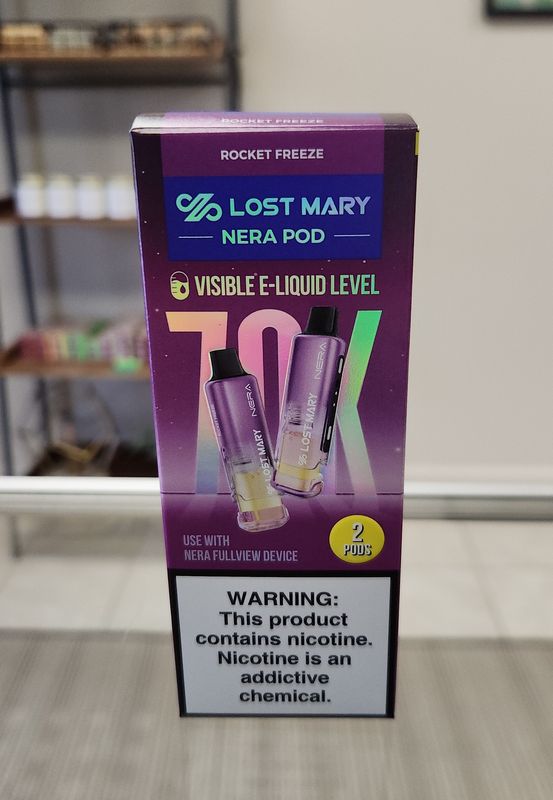 ROCKET FREEZE
ROCKET FREEZE
LOST MARY
NERA POD
VISIBLE E-LIQUID LEVEL
70K
NERA
LOST MARY
NERA
LOST MARY
USE WITH
NERA FULLVIEW DEVICE
2
PODS
WARNING:
This product
contains nicotine.
Nicotine is an
addictive
chemical.